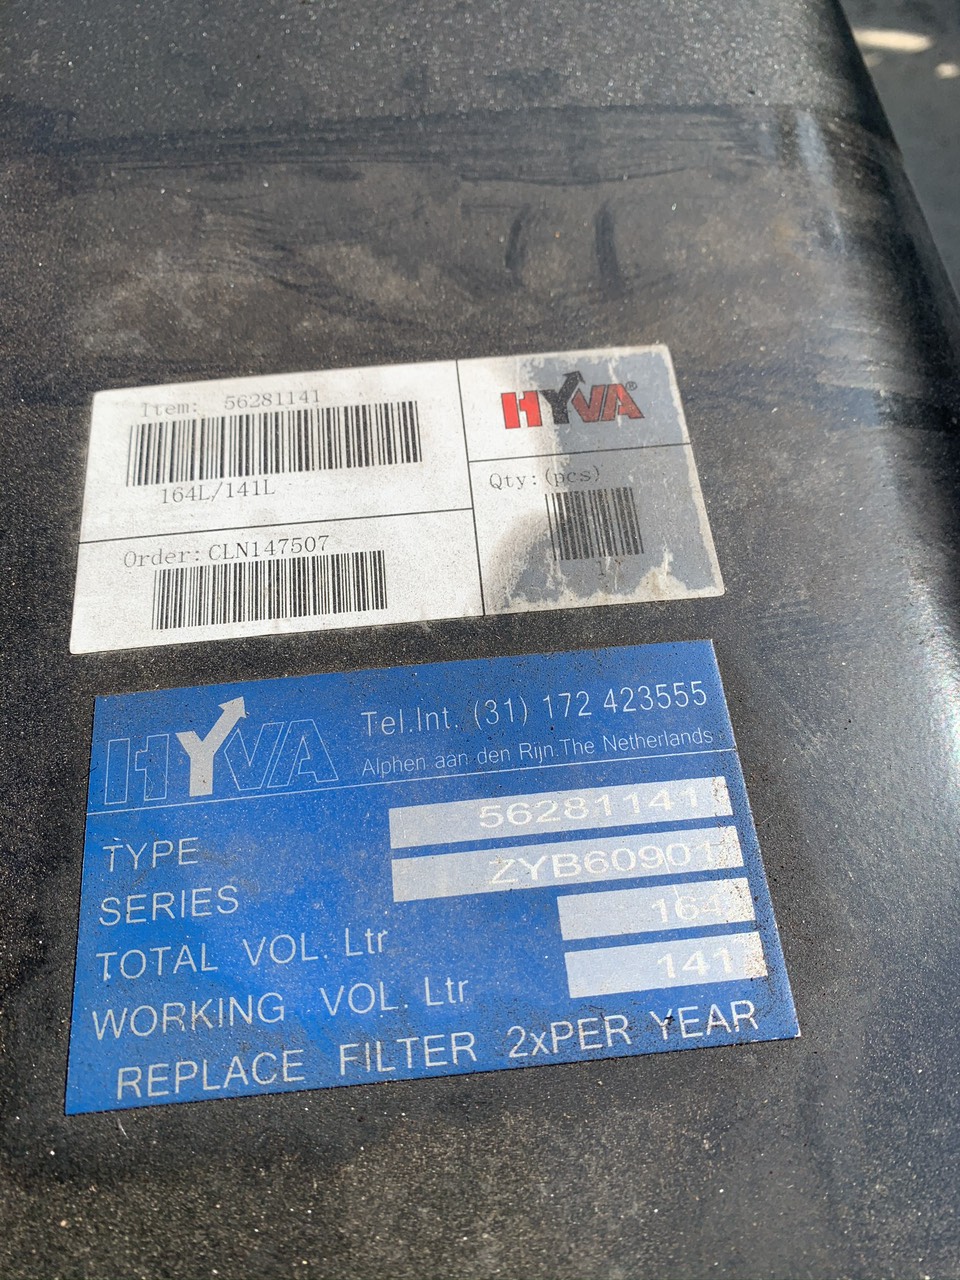 Item: 56281141
164L/141L
HYVA®
Qty:(pcs)
1
Order:CLN147507
HYVA
Tel.Int. (31) 172 423555
Alphen aan den Rijn.The Netherlands
TYPE 56281141
SERIES ZYB60901
TOTAL VOL. Ltr 164
WORKING VOL. Ltr 141
REPLACE FILTER 2xPER YEAR